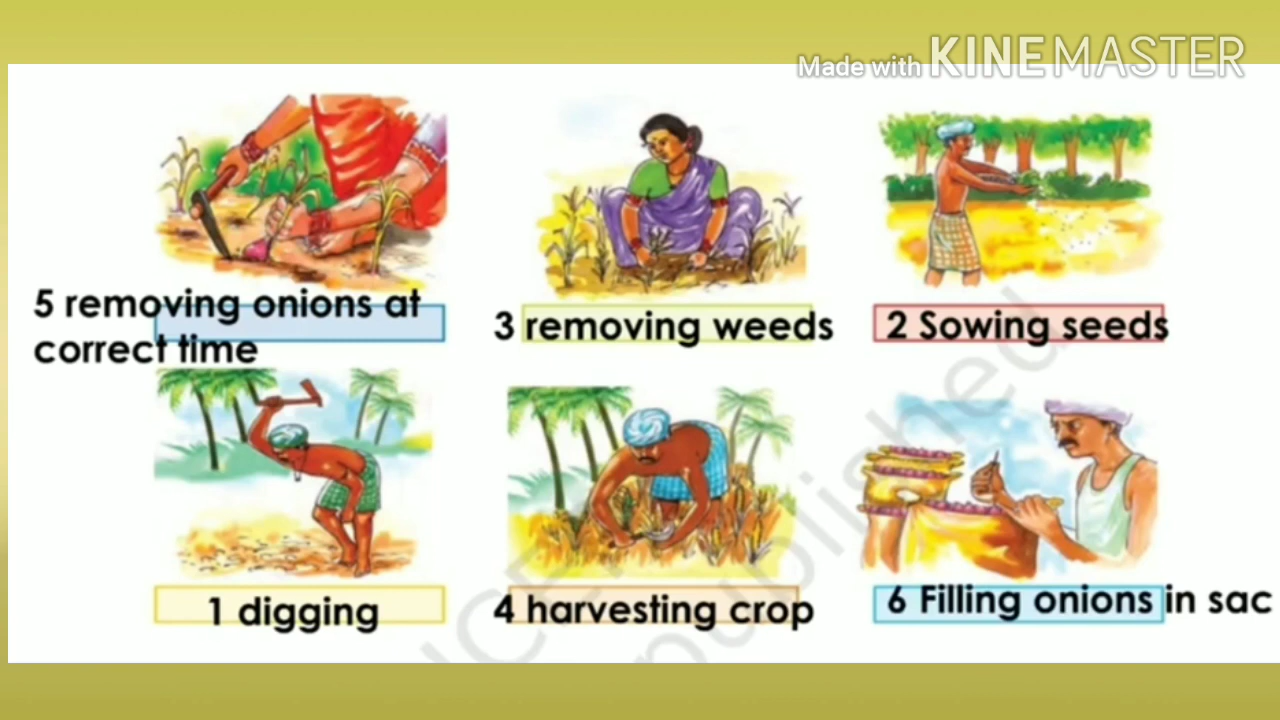 Made with KINEMASTER
5 removing onions at
correct time
3 removing weeds
2 Sowing seeds
1 digging
4 harvesting crop
6 Filling onions in sac
published